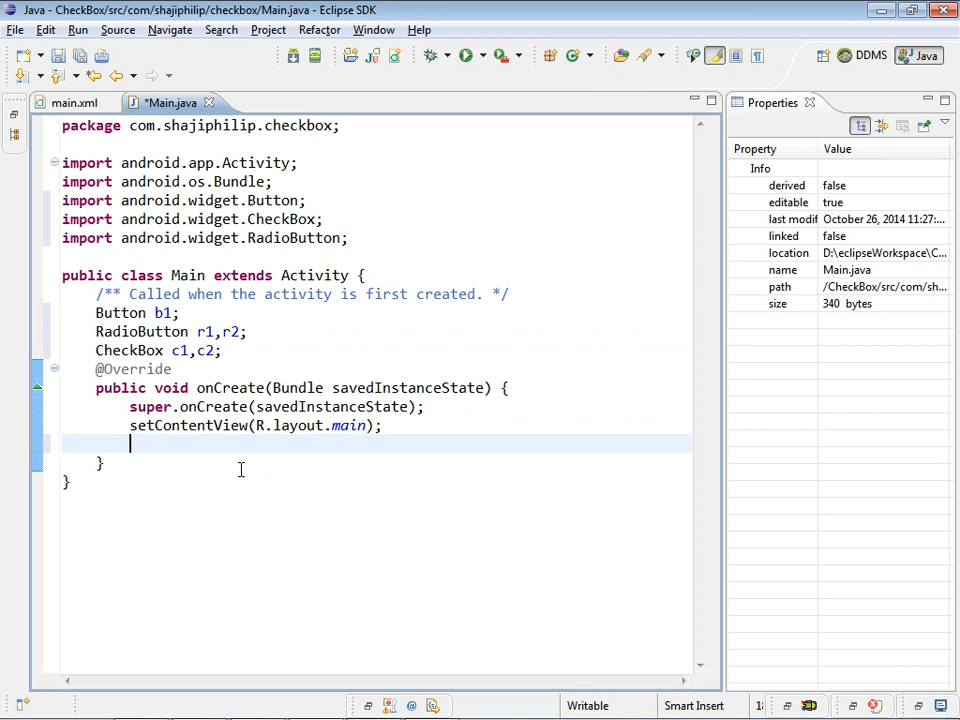 Java - CheckBox/src/com/shajiphilip/checkbox/Main.java - Eclipse SDK
File Edit Run Source Navigate Search Project Refactor Window Help
DDMS Java
main.xml *Main.java
package com.shajiphilip.checkbox;
import android.app.Activity;
import android.os.Bundle;
import android.widget.Button;
import android.widget.CheckBox;
import android.widget.RadioButton;
public class Main extends Activity {
/** Called when the activity is first created. */
Button b1;
RadioButton r1,r2;
CheckBox c1,c2;
@Override
public void onCreate(Bundle savedInstanceState) {
super.onCreate(savedInstanceState);
setContentView(R.layout.main);
}
}
Properties
Property Value
Info
derived false
editable true
last modif October 26, 2014 11:27:...
linked false
location D:\eclipseWorkspace\C...
name Main.java
path /CheckBox/src/com/sh...
size 340 bytes
Writable Smart Insert